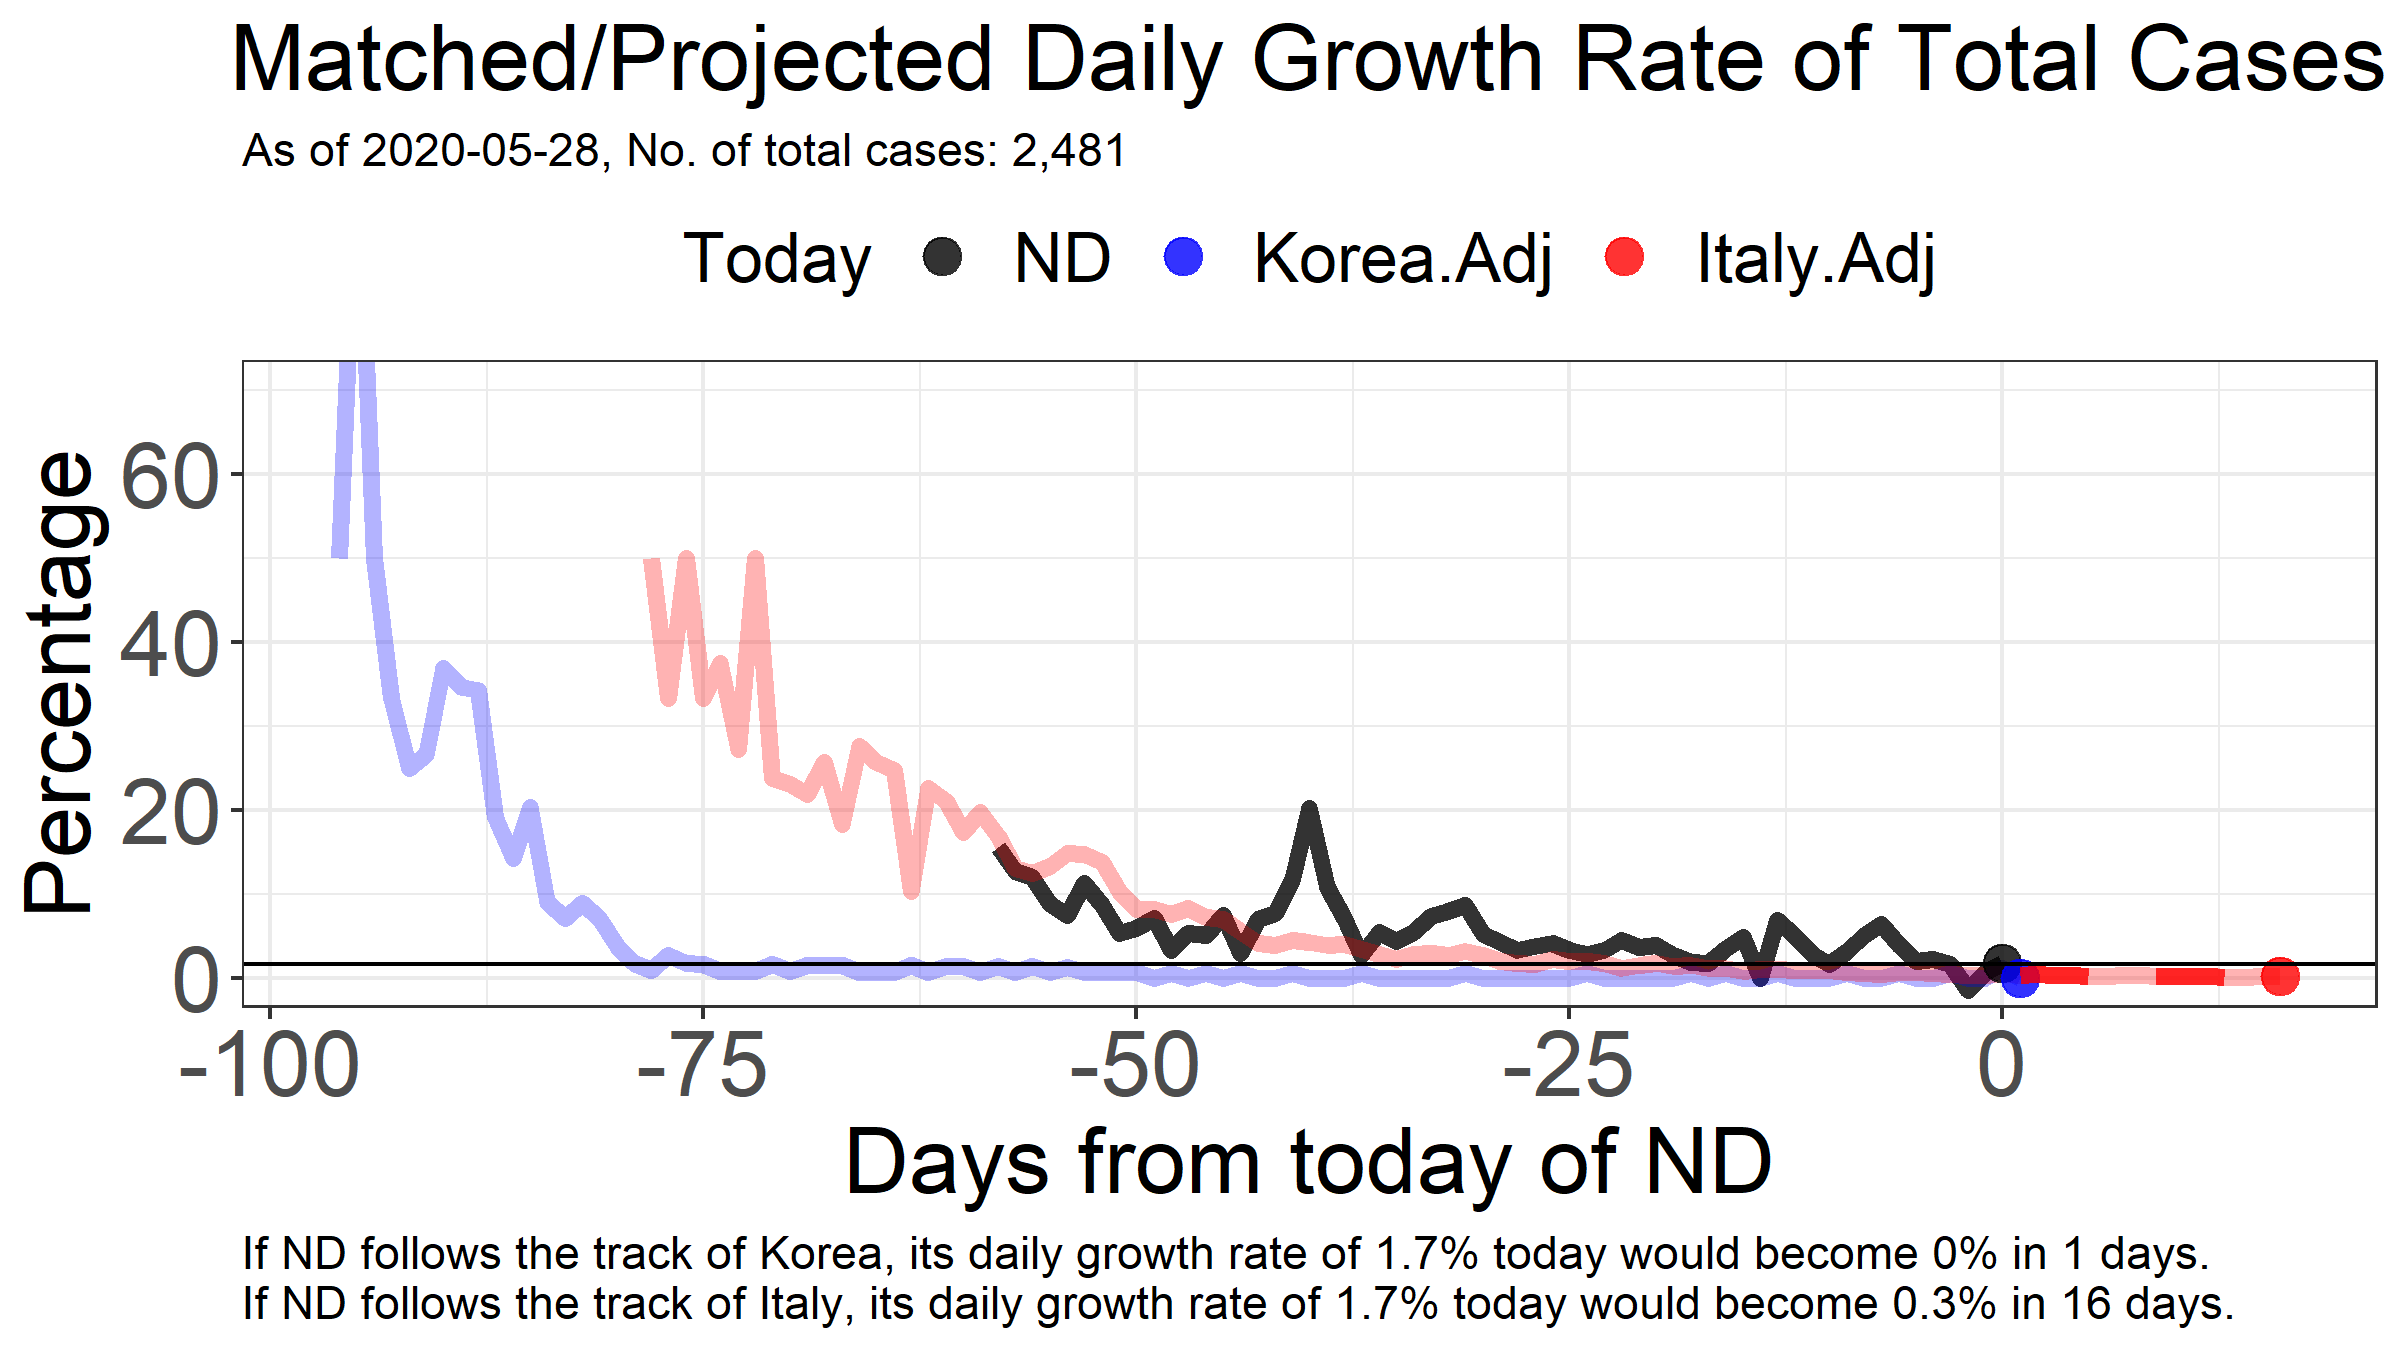 Matched/Projected Daily Growth Rate of Total Cases
As of 2020-05-28, No. of total cases: 2,481
Today ND Korea.Adj Italy.Adj
Percentage
60
40
20
0
-100 -75 -50 -25 0
Days from today of ND
If ND follows the track of Korea, its daily growth rate of 1.7% today would become 0% in 1 days.
If ND follows the track of Italy, its daily growth rate of 1.7% today would become 0.3% in 16 days.